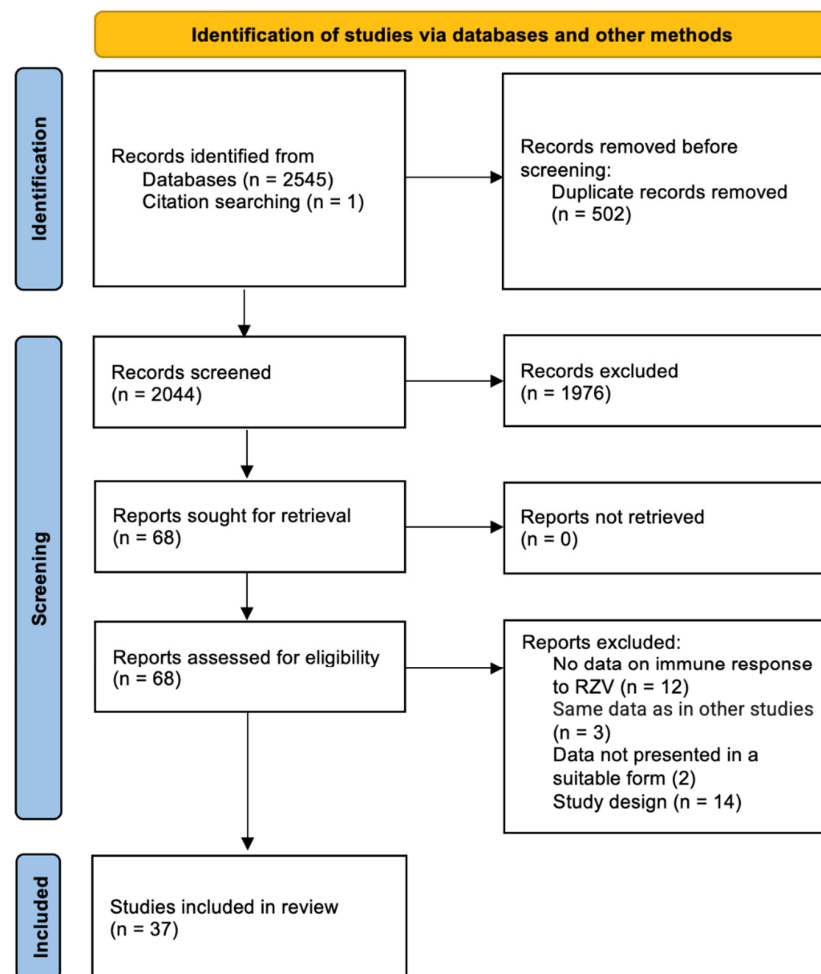 Identification of studies via databases and other methods
Identification
Records identified from
Databases (n = 2545)
Citation searching (n = 1)
Records removed before
screening:
Duplicate records removed
(n = 502)
Screening
Records screened
(n = 2044)
Records excluded
(n = 1976)
Reports sought for retrieval
(n = 68)
Reports not retrieved
(n = 0)
Reports assessed for eligibility
(n = 68)
Reports excluded:
No data on immune response
to RZV (n = 12)
Same data as in other studies
(n = 3)
Data not presented in a
suitable form (2)
Study design (n = 14)
Included
Studies included in review
(n = 37)